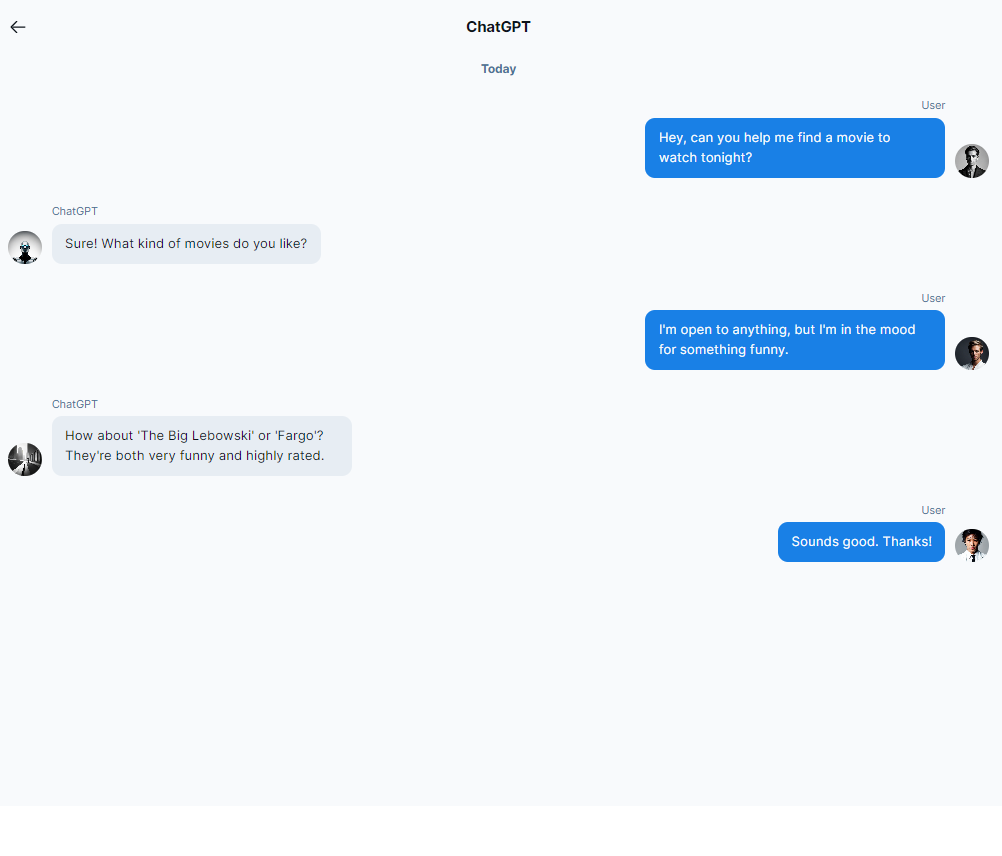 ChatGPT
Today
User
Hey, can you help me find a movie to
watch tonight?
ChatGPT
Sure! What kind of movies do you like?
User
I'm open to anything, but I'm in the mood
for something funny.
ChatGPT
How about 'The Big Lebowski' or 'Fargo'?
They're both very funny and highly rated.
User
Sounds good. Thanks!